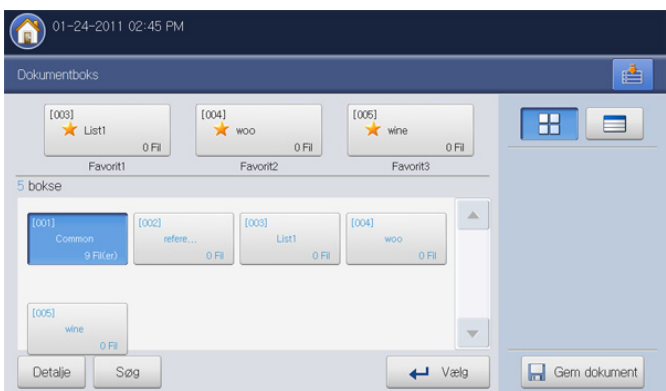 01-24-2011 02:45 PM
Dokumentboks
[003] [004] [005]
List1 woo wine
0 Fil 0 Fil 0 Fil
Favorit1 Favorit2 Favorit3
5 bokse
[001] [002] [003] [004]
Common refere... List1 woo
9 Fil(er) 0 Fil 0 Fil 0 Fil
[005]
wine
0 Fil
Detalje Søg Vælg Gem dokument